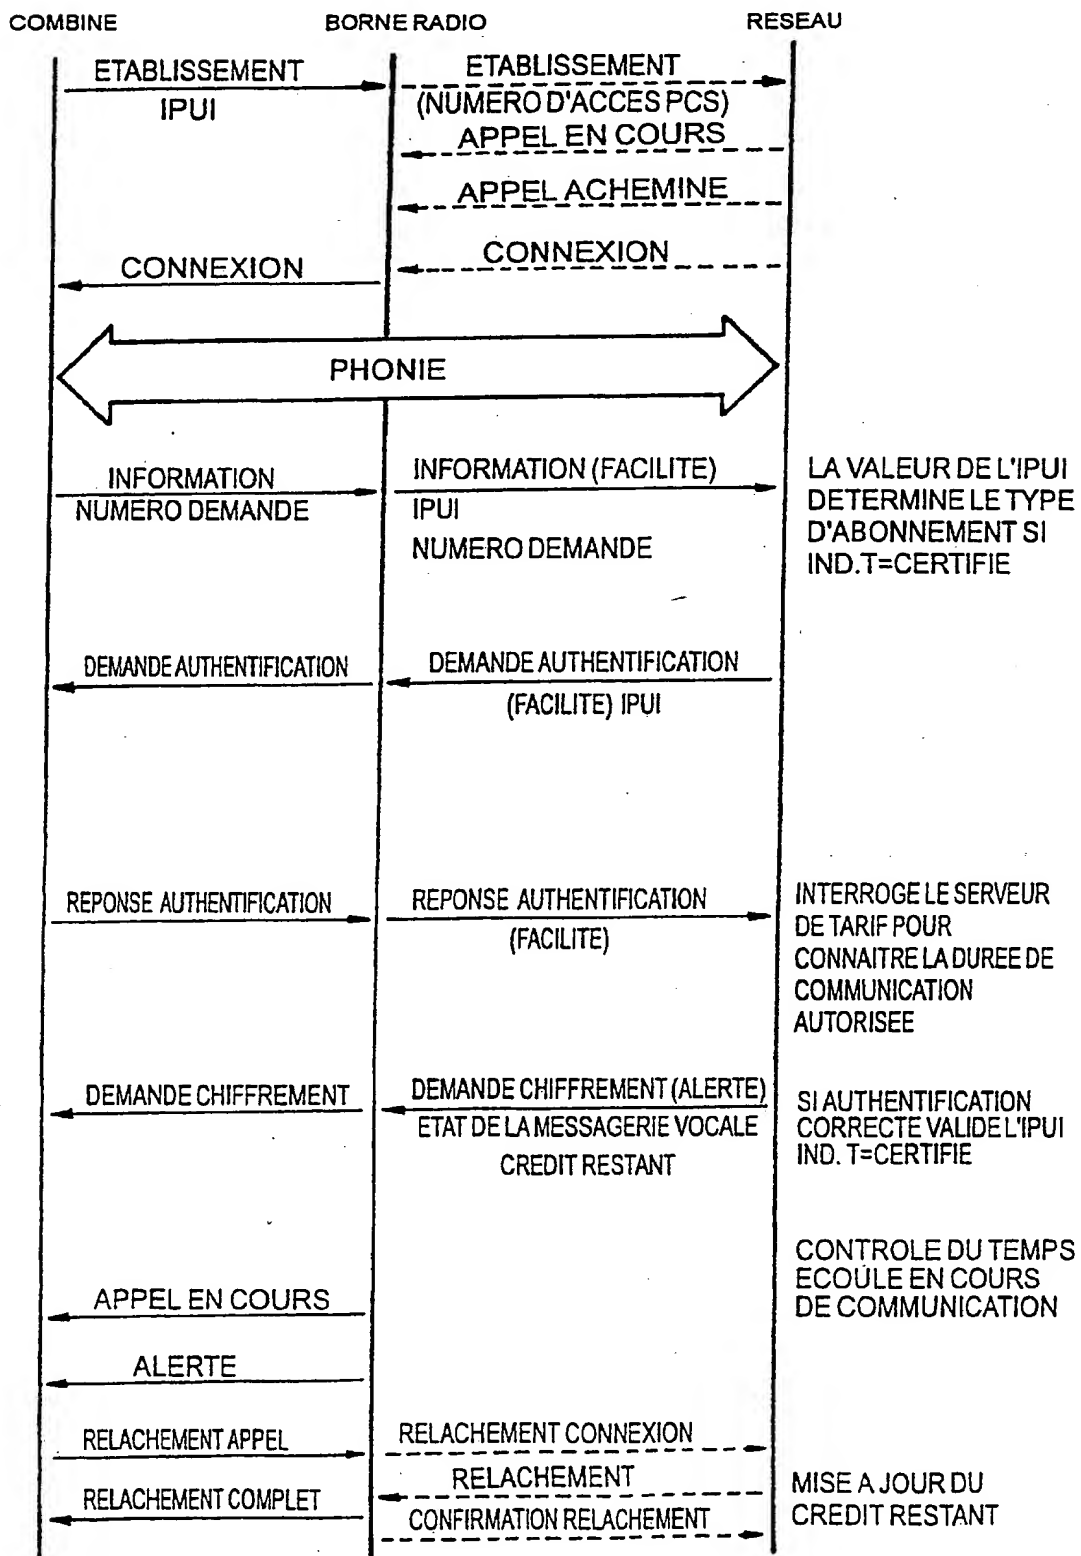 COMBINE BORNE RADIO RESEAU
ETABLISSEMENT ETABLISSEMENT
IPUI (NUMERO D'ACCES PCS)
APPEL EN COURS
APPEL ACHEMINE
CONNEXION CONNEXION
PHONIE
INFORMATION INFORMATION (FACILITE) LA VALEUR DE L'IPUI
NUMERO DEMANDE IPUI DETERMINE LE TYPE
NUMERO DEMANDE D'ABONNEMENT SI
IND.T=CERTIFIE
DEMANDE AUTHENTIFICATION DEMANDE AUTHENTIFICATION
(FACILITE) IPUI
REPONSE AUTHENTIFICATION REPONSE AUTHENTIFICATION INTERROGE LE SERVEUR
(FACILITE) DE TARIF POUR
CONNAITRE LA DUREE DE
COMMUNICATION
AUTORISEE
DEMANDE CHIFFREMENT DEMANDE CHIFFREMENT (ALERTE) SI AUTHENTIFICATION
ETAT DE LA MESSAGERIE VOCALE CORRECTE VALIDE L'IPUI
CREDIT RESTANT IND. T=CERTIFIE
CONTROLE DU TEMPS
ECOULE EN COURS
APPEL EN COURS DE COMMUNICATION
ALERTE
RELACHEMENT APPEL RELACHEMENT CONNEXION
RELACHEMENT MISE A JOUR DU
RELACHEMENT COMPLET CONFIRMATION RELACHEMENT CREDIT RESTANT